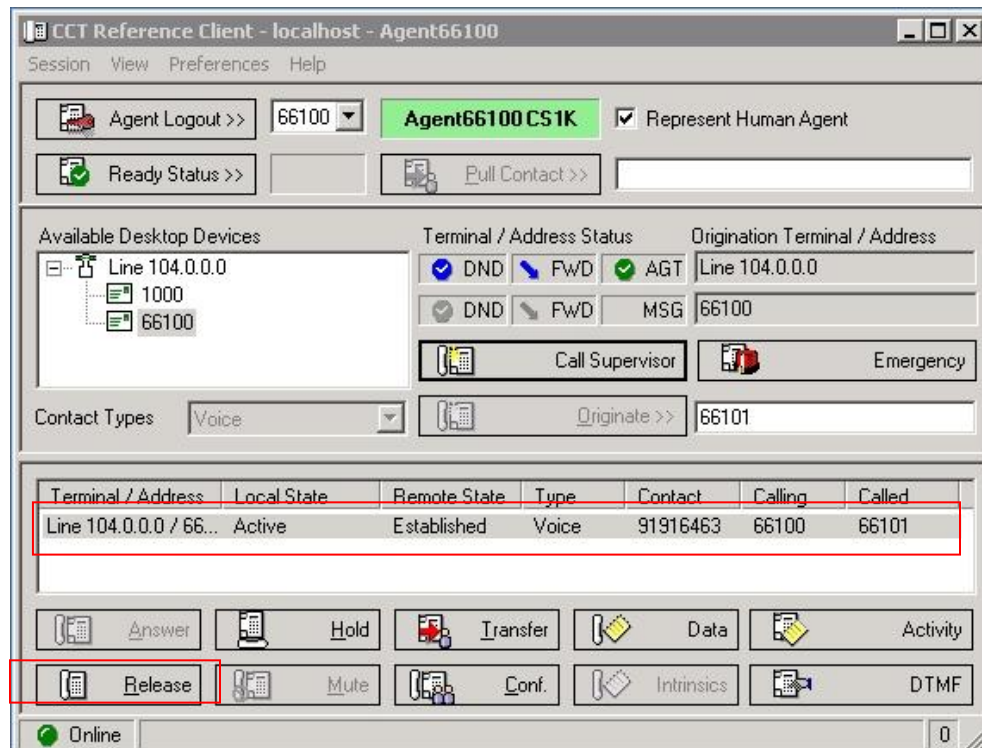 CCT Reference Client - localhost - Agent66100
Session View Preferences Help
Agent Logout >> 66100 Agent66100 CS1K Represent Human Agent
Ready Status >> Pull Contact >>
Available Desktop Devices Terminal / Address Status Origination Terminal / Address
Line 104.0.0.0 DND FWD AGT Line 104.0.0.0
1000
66100 DND FWD MSG 66100
Call Supervisor Emergency
Contact Types Voice Originate >> 66101
Terminal / Address Local State Remote State Type Contact Calling Called
Line 104.0.0.0 / 66... Active Established Voice 91916463 66100 66101
Answer Hold Transfer Data Activity
Release Mute Conf. Intrinsics DTMF
Online 0